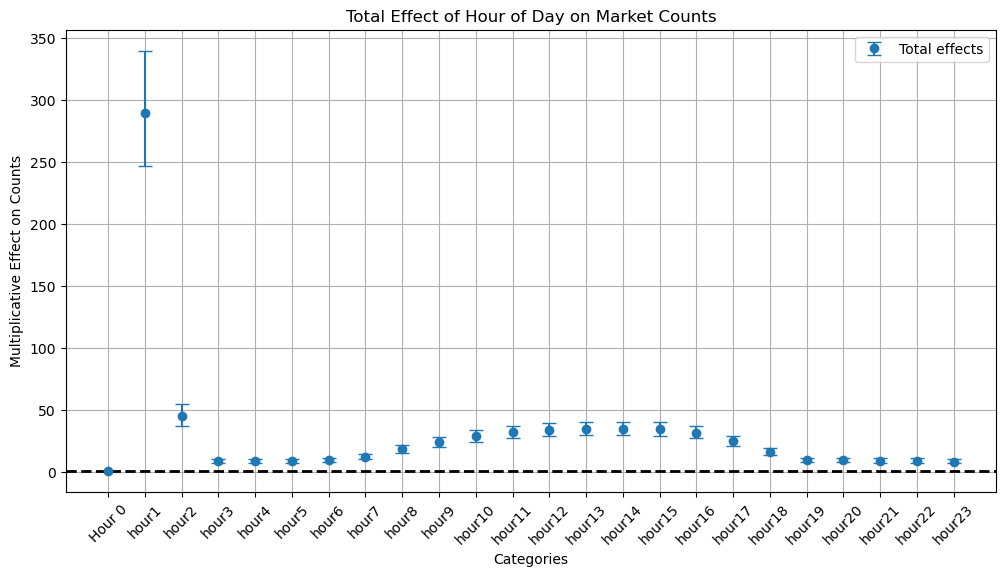 Total Effect of Hour of Day on Market Counts
Total effects
Multiplicative Effect on Counts
350
300
250
200
150
100
50
0
Hour 0
hour1
hour2
hour3
hour4
hour5
hour6
hour7
hour8
hour9
hour10
hour11
hour12
hour13
hour14
hour15
hour16
hour17
hour18
hour19
hour20
hour21
hour22
hour23
Categories